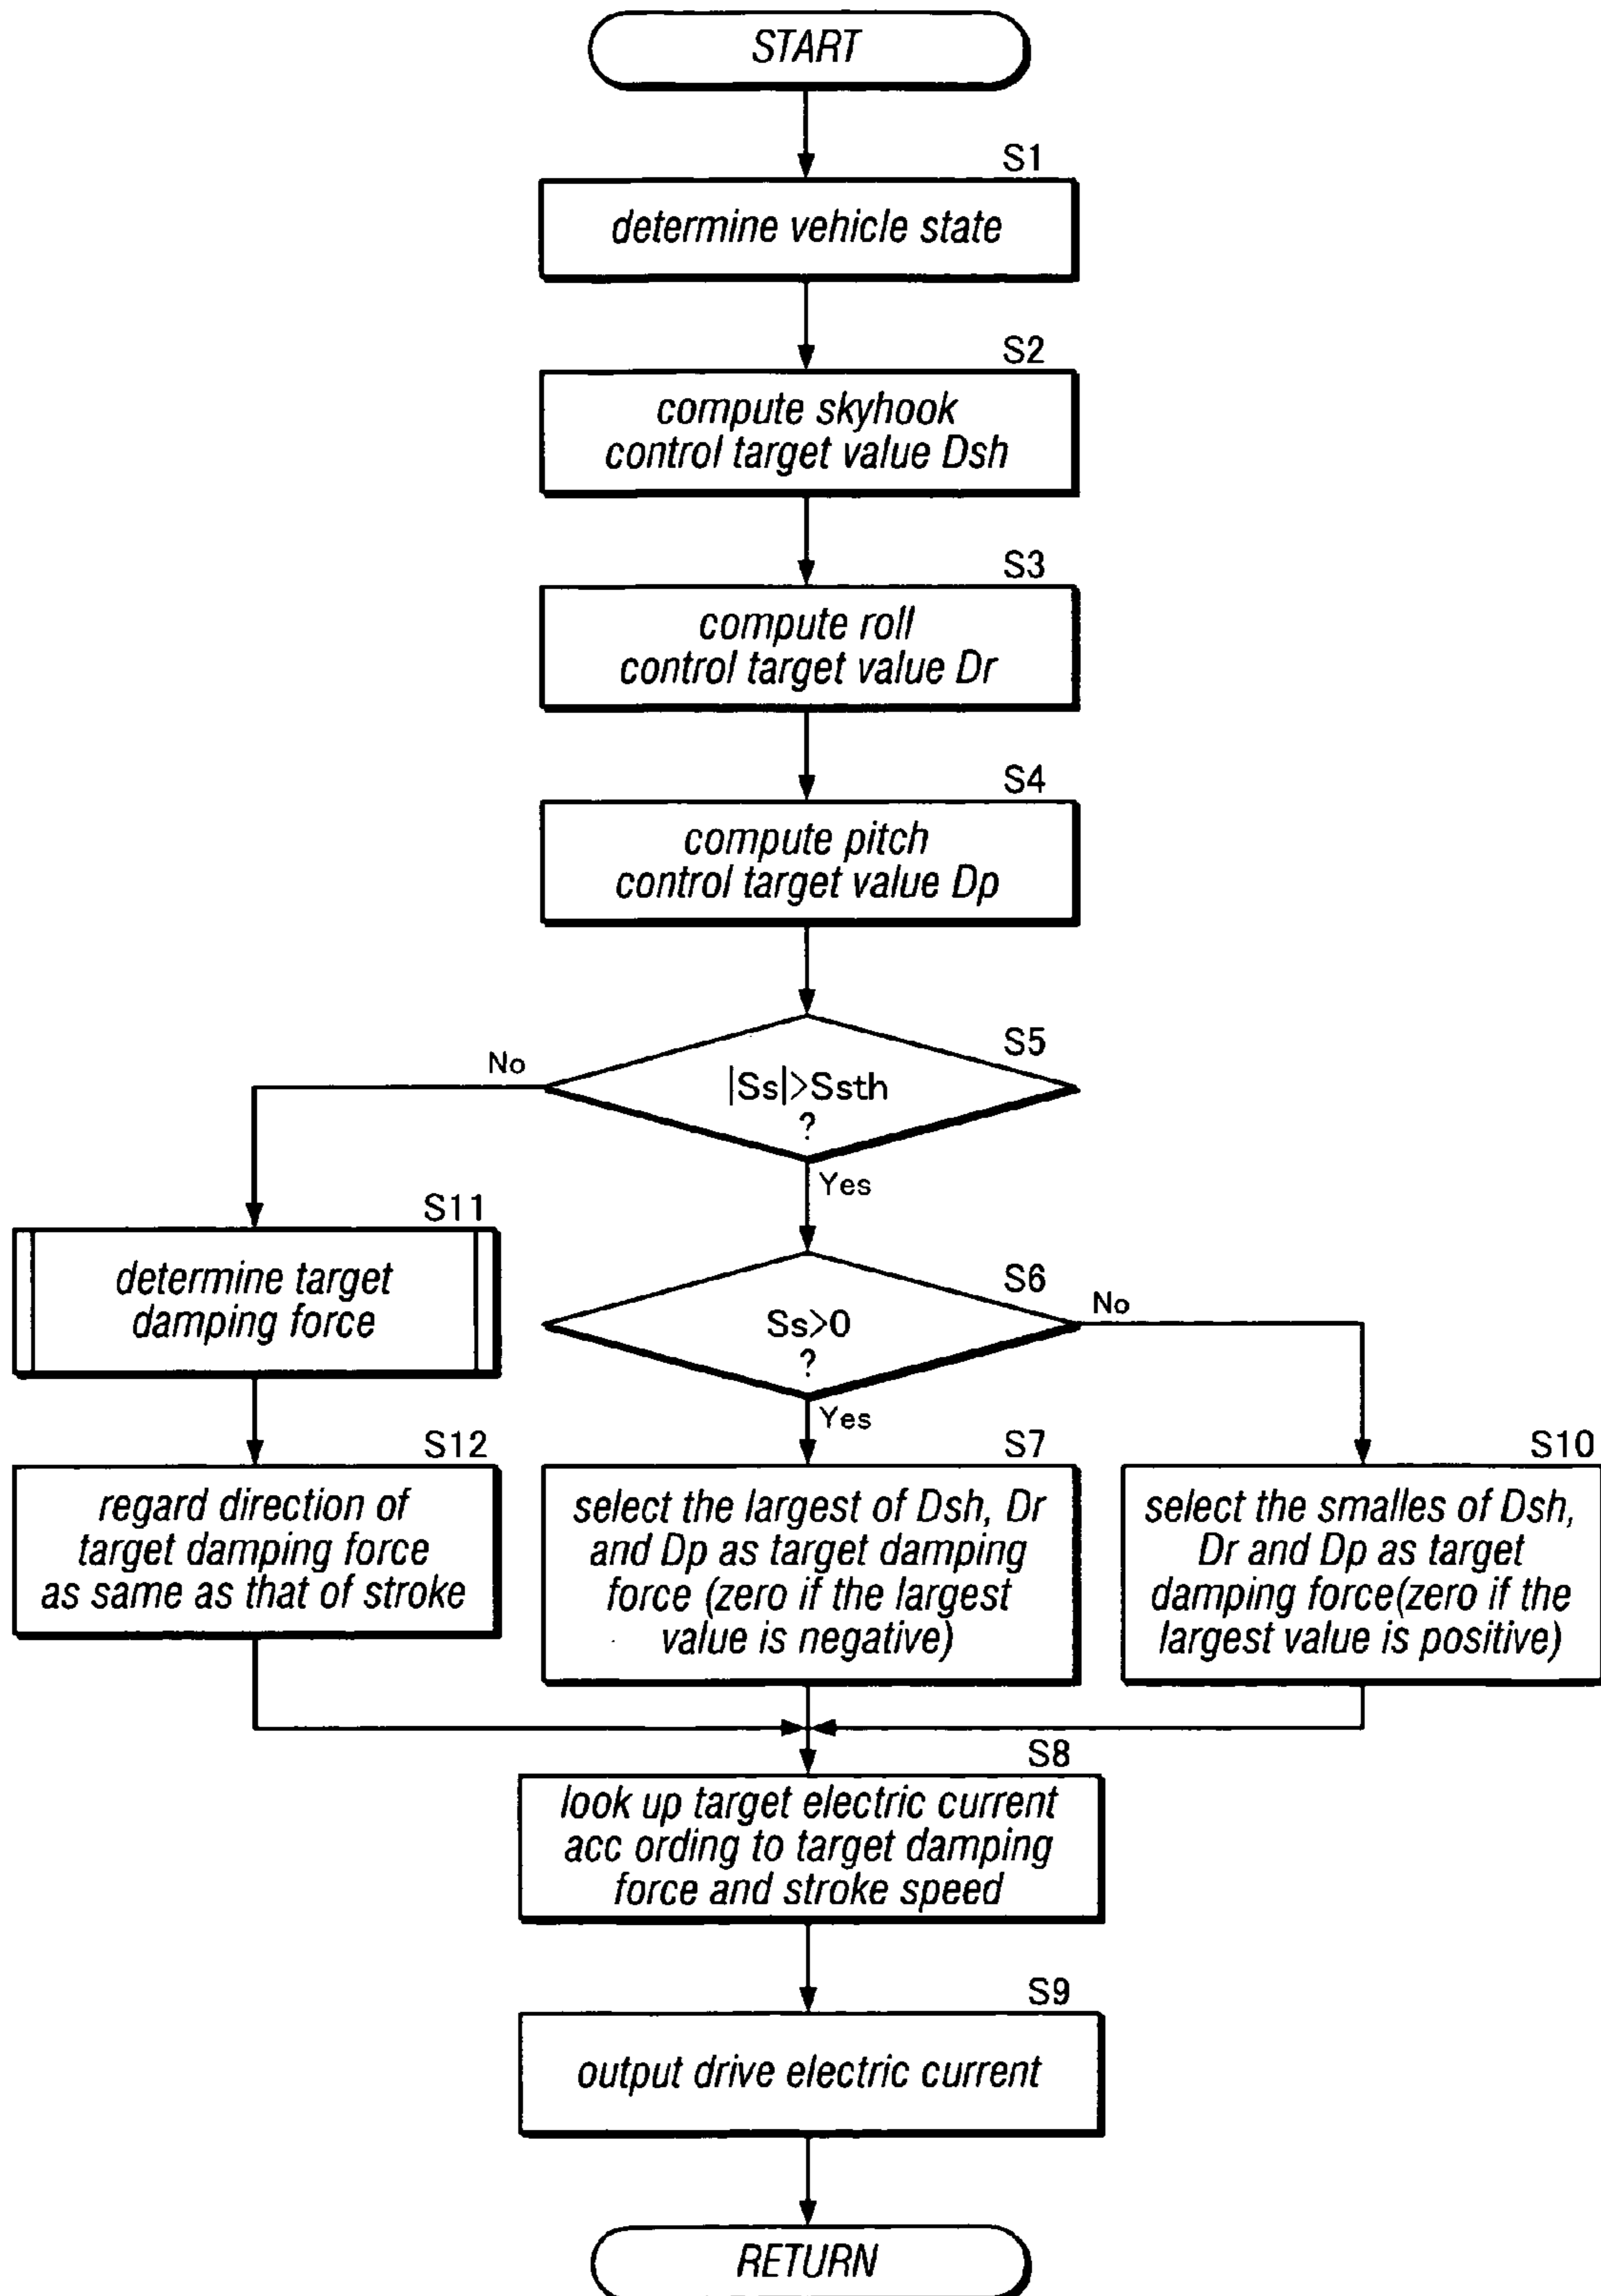 START
S1
determine vehicle state
S2
compute skyhook
control target value Dsh
S3
compute roll
control target value Dr
S4
compute pitch
control target value Dp
S5
No
|Ss|>Ssth
?
Yes
S11
determine target
damping force
S6
No
Ss>0
?
Yes
S12
regard direction of
target damping force
as same as that of stroke
S7
select the largest of Dsh, Dr
and Dp as target damping
force (zero if the largest
value is negative)
S10
select the smalles of Dsh,
Dr and Dp as target
damping force(zero if the
largest value is positive)
S8
look up target electric current
acc ording to target damping
force and stroke speed
S9
output drive electric current
RETURN